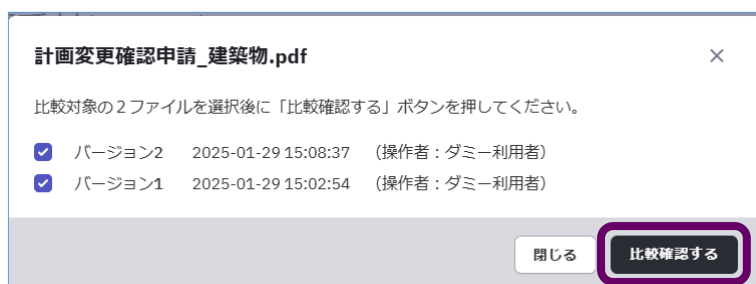 計画変更確認申請_建築物.pdf
比較対象の2ファイルを選択後に「比較確認する」ボタンを押してください。
バージョン2 2025-01-29 15:08:37 （操作者：ダミー利用者）
バージョン1 2025-01-29 15:02:54 （操作者：ダミー利用者）
閉じる 比較確認する